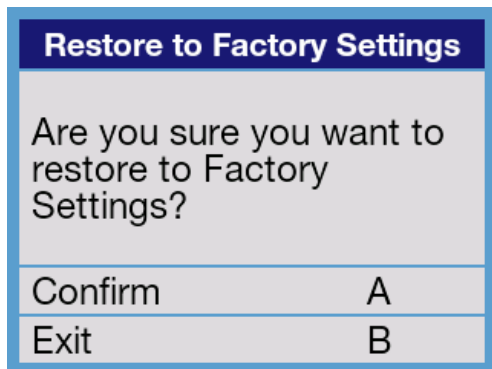 Restore to Factory Settings
Are you sure you want to
restore to Factory
Settings?
Confirm A
Exit B